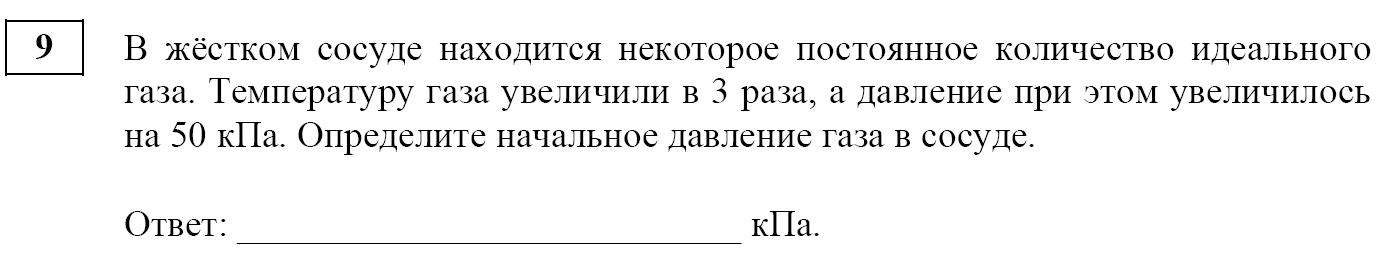 9
В жёстком сосуде находится некоторое постоянное количество идеального
газа. Температуру газа увеличили в 3 раза, а давление при этом увеличилось
на 50 кПа. Определите начальное давление газа в сосуде.
Ответ: ___________________________ кПа.